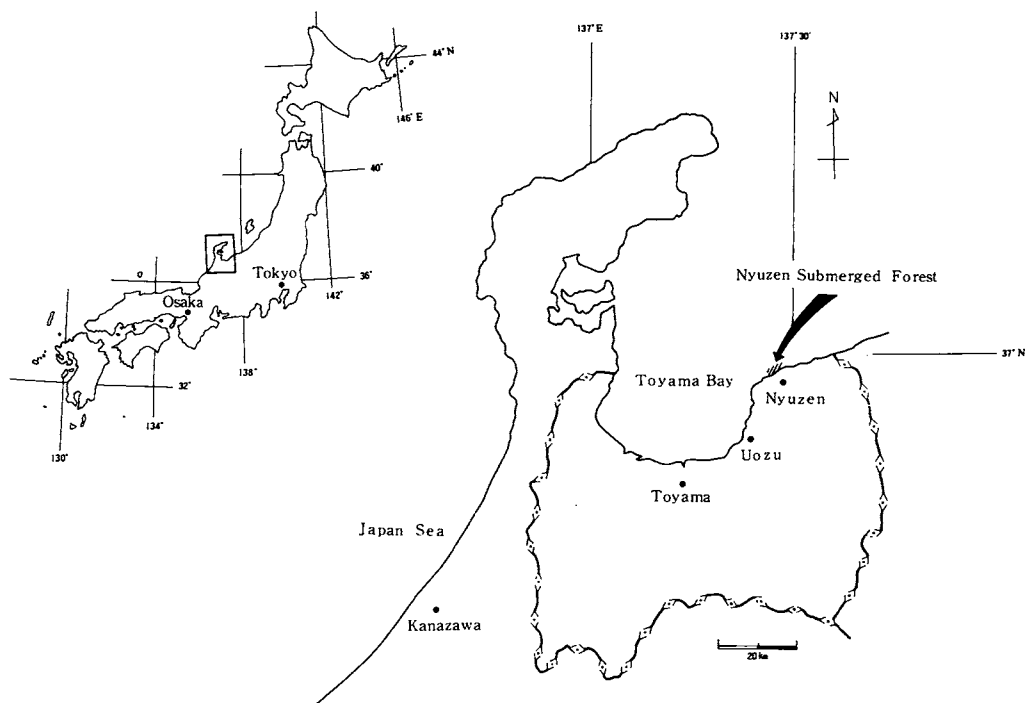 44° N
146° E
40°
Tokyo
36°
142°
Osaka
138°
32°
134°
130°
137° E
137° 30'
N
Nyuzen Submerged Forest
37° N
Toyama Bay
Nyuzen
Uozu
Toyama
Japan Sea
Kanazawa
20 km